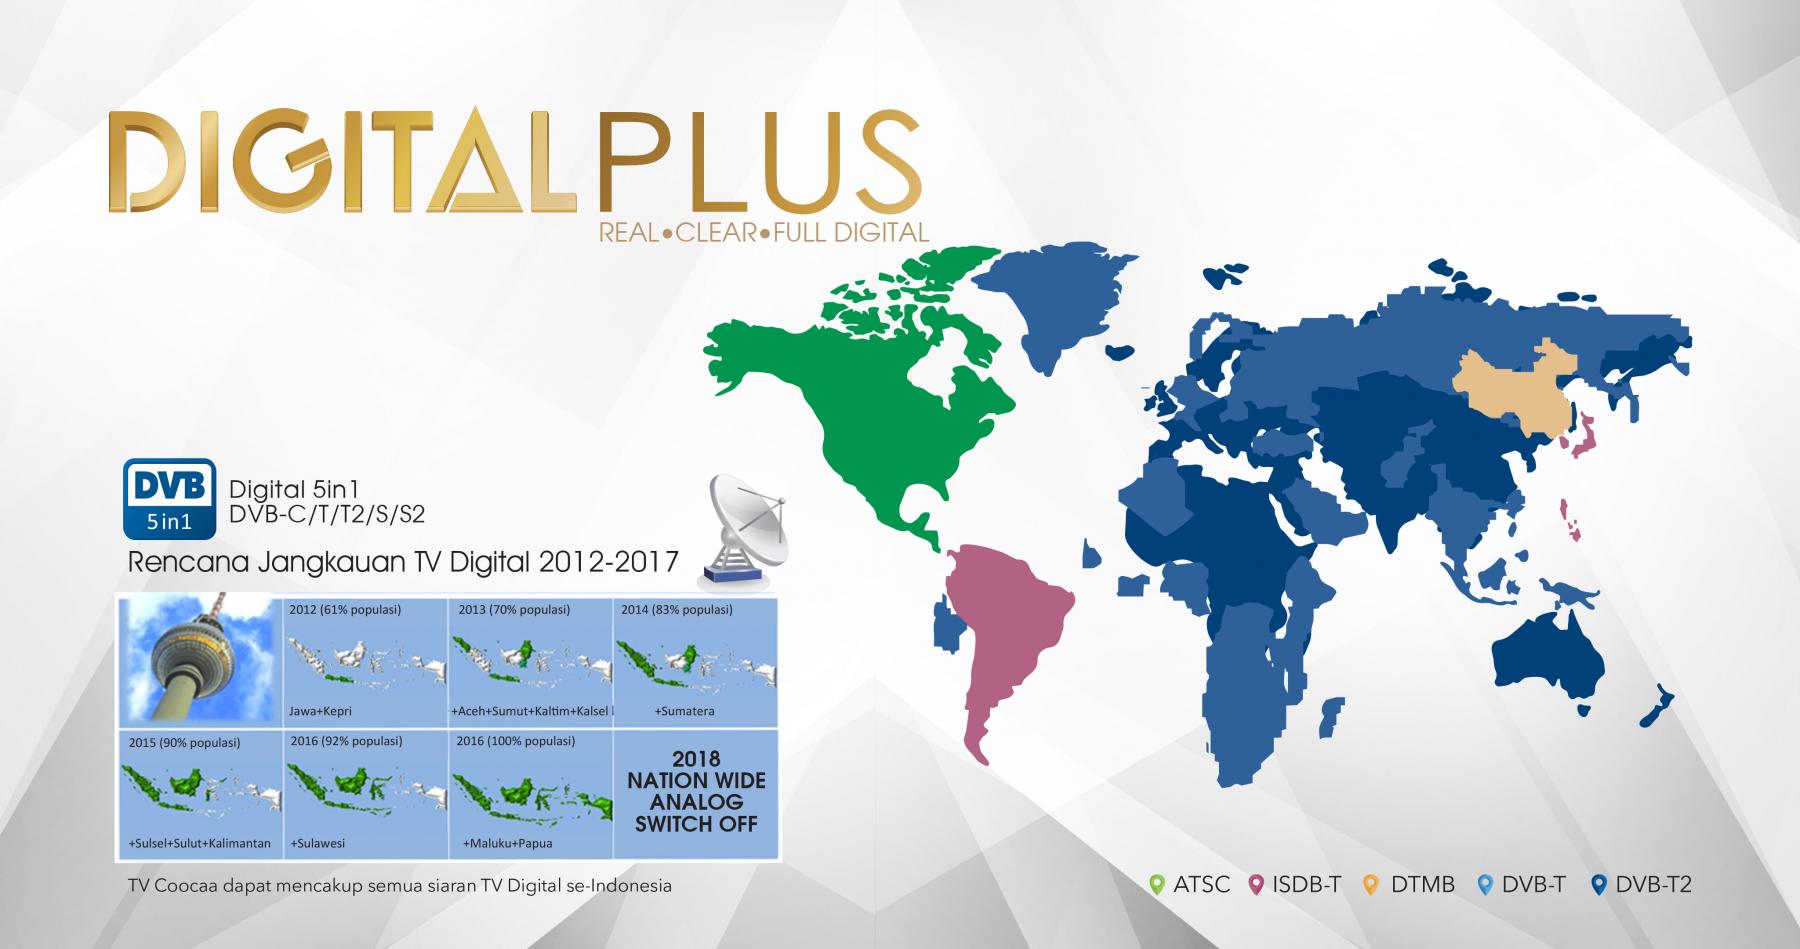 DIGITAL PLUS
REAL•CLEAR•FULL DIGITAL
DVB
5in1
Digital 5in1
DVB-C/T/T2/S/S2
Rencana Jangkauan TV Digital 2012-2017
2012 (61% populasi)
Jawa+Kepri
2013 (70% populasi)
+Aceh+Sumut+Kaltim+Kalsel
2014 (83% populasi)
+Sumatera
2015 (90% populasi)
+Sulsel+Sulut+Kalimantan
2016 (92% populasi)
+Sulawesi
2016 (100% populasi)
+Maluku+Papua
2018
NATION WIDE
ANALOG
SWITCH OFF
TV Coocaa dapat mencakup semua siaran TV Digital se-Indonesia
ATSC ISDB-T DTMB DVB-T DVB-T2